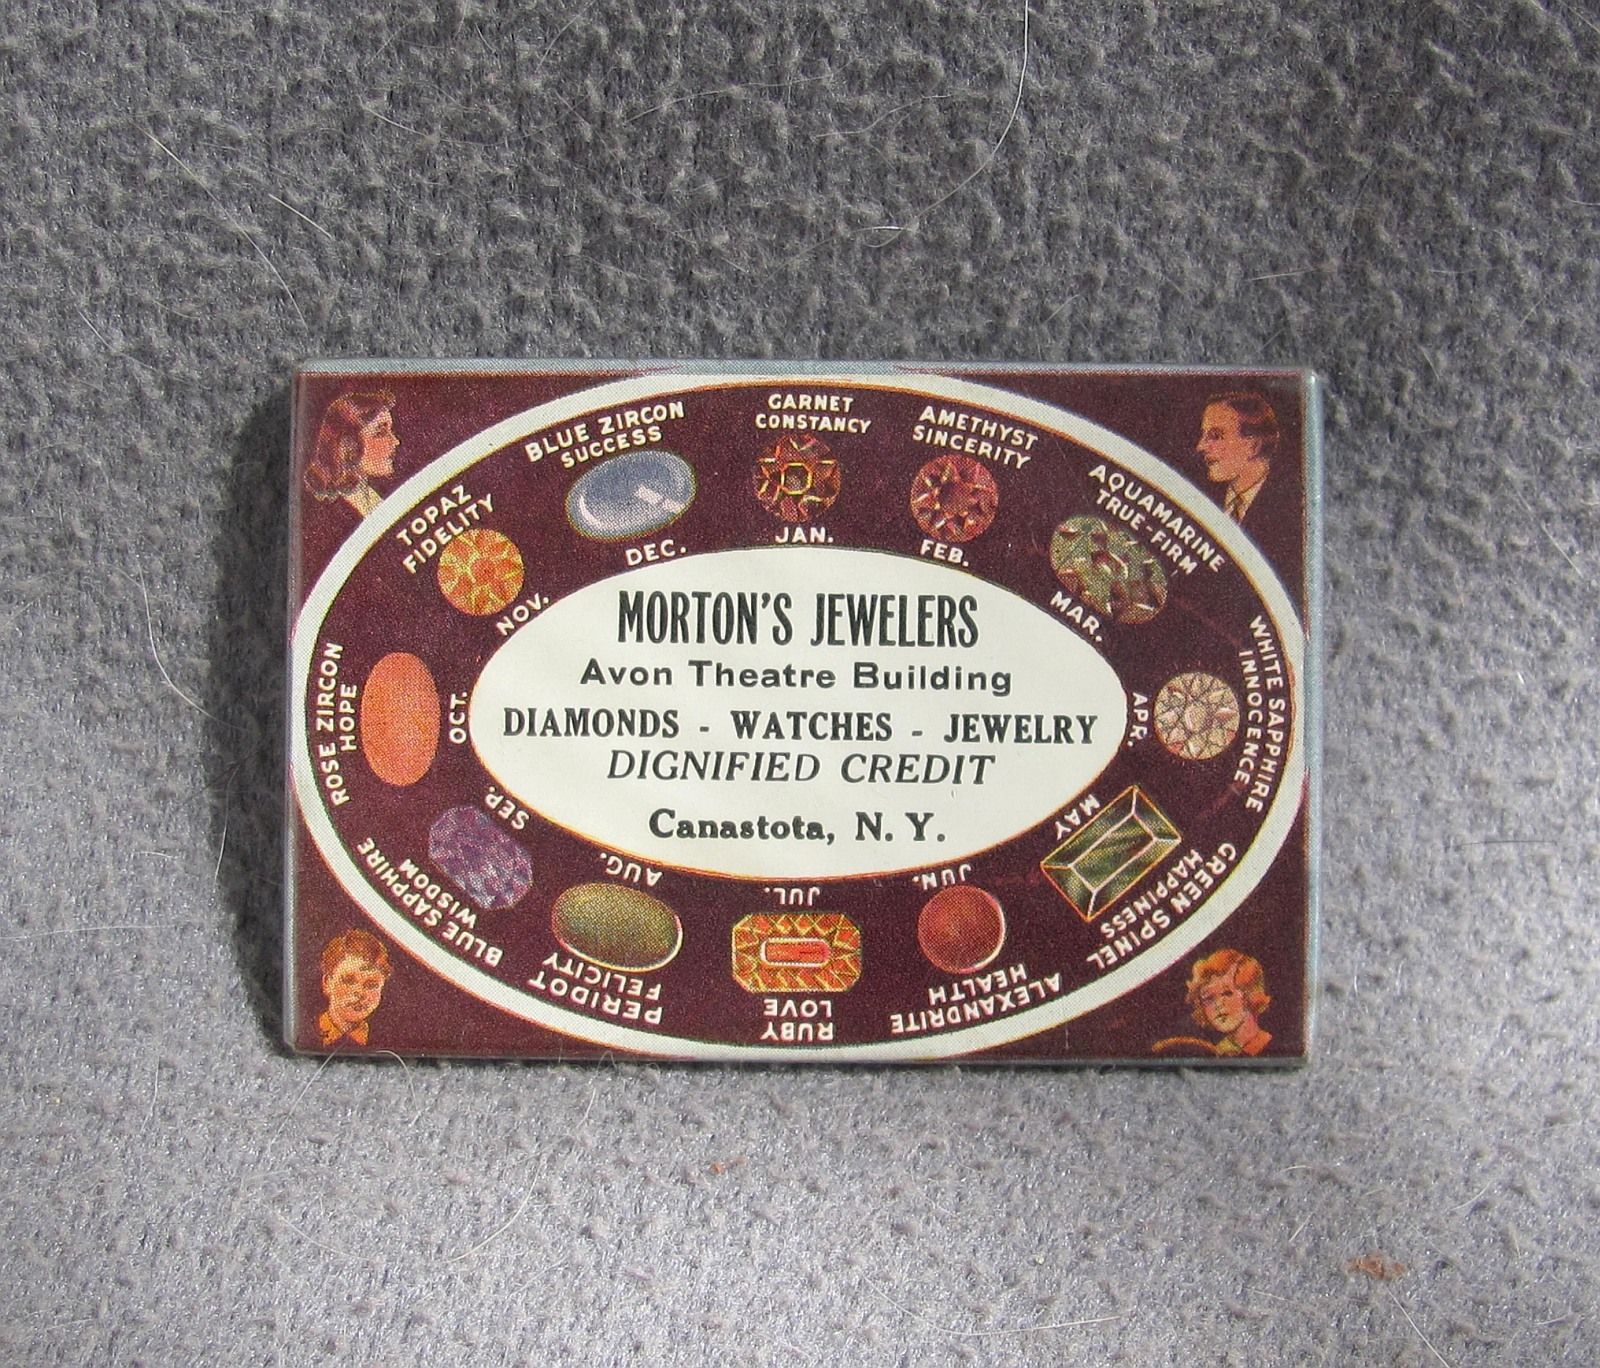 MORTON'S JEWELERS
Avon Theatre Building
DIAMONDS - WATCHES - JEWELRY
DIGNIFIED CREDIT
Canastota, N. Y.
GARNET
CONSTANCY
JAN.
AMETHYST
SINCERITY
FEB.
AQUAMARINE
TRUE-FIRM
MAR.
WHITE SAPPHIRE
INNOCENCE
APR.
GREEN SPINEL
HAPPINESS
MAY
ALEXANDRITE
HEALTH
JUN.
RUBY
LOVE
JUL.
PERIDOT
FELICITY
AUG.
BLUE SAPPHIRE
WISDOM
SEP.
ROSE ZIRCON
HOPE
OCT.
TOPAZ
FIDELITY
NOV.
BLUE ZIRCON
SUCCESS
DEC.